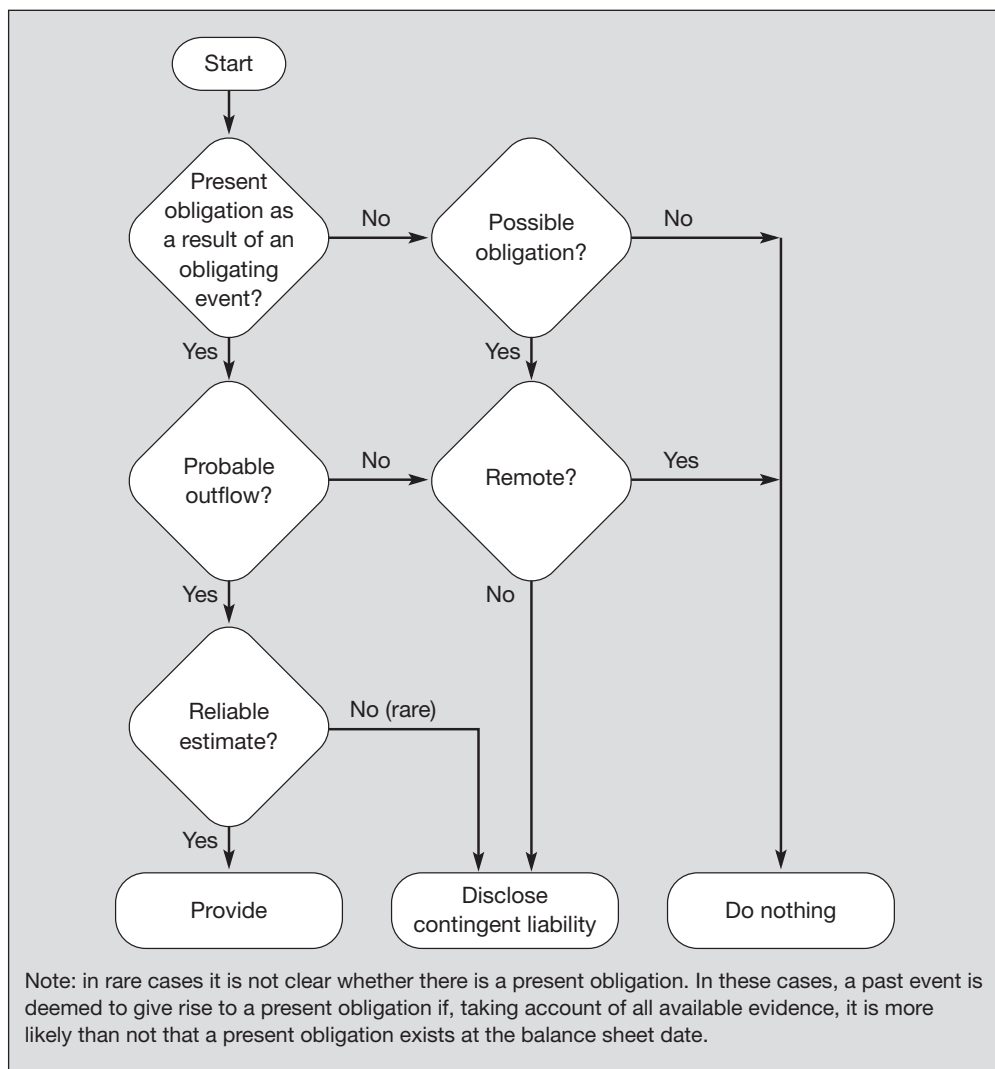 Start
Present
obligation as
a result of an
obligating
event?
No
Possible
obligation?
No
Yes
Yes
Probable
outflow?
No
Remote?
Yes
Yes
No
Reliable
estimate?
No (rare)
Yes
Provide
Disclose
contingent liability
Do nothing
Note: in rare cases it is not clear whether there is a present obligation. In these cases, a past event is
deemed to give rise to a present obligation if, taking account of all available evidence, it is more
likely than not that a present obligation exists at the balance sheet date.